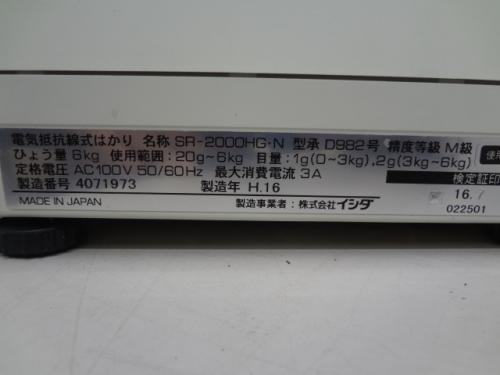 電気抵抗線式はかり 名称 SR-2000HG·N 型承 D982号 精度等級 M級
ひょう量 6kg 使用範囲:20g~6kg 目量:1g(0~3kg),2g(3kg~6kg)
定格電圧 AC100V 50/60Hz 最大消費電流 3A
製造番号 4071973 製造年 H.16
MADE IN JAPAN 製造事業者:株式会社イシダ
使用
検定証印
16.7
022501